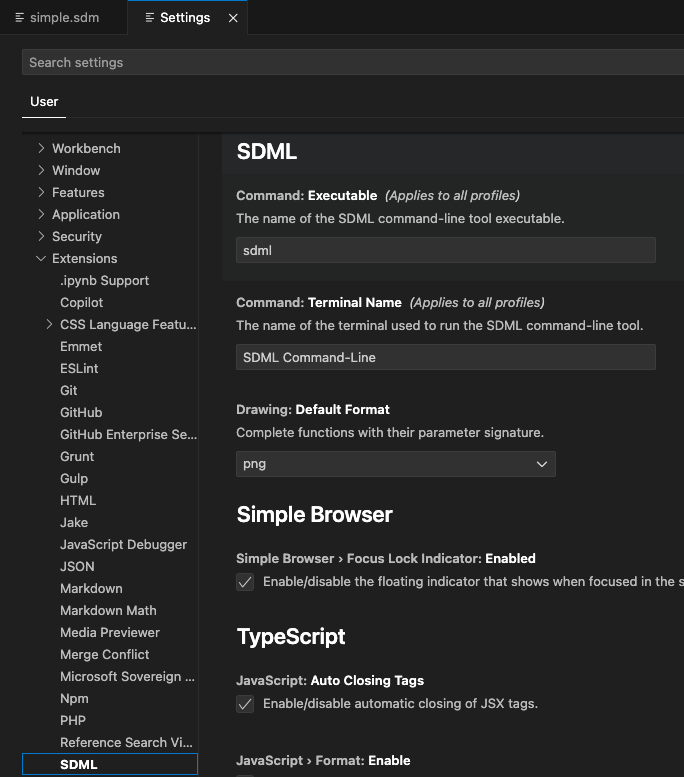 simple.sdm
Settings
Search settings
User
Workbench
Window
Features
Application
Security
Extensions
.ipynb Support
Copilot
CSS Language Featu...
Emmet
ESLint
Git
GitHub
GitHub Enterprise Se...
Grunt
Gulp
HTML
Jake
JavaScript Debugger
JSON
Markdown
Markdown Math
Media Previewer
Merge Conflict
Microsoft Sovereign ...
Npm
PHP
Reference Search Vi...
SDML
SDML
Command: Executable (Applies to all profiles)
The name of the SDML command-line tool executable.
sdml
Command: Terminal Name (Applies to all profiles)
The name of the terminal used to run the SDML command-line tool.
SDML Command-Line
Drawing: Default Format
Complete functions with their parameter signature.
png
Simple Browser
Simple Browser › Focus Lock Indicator: Enabled
Enable/disable the floating indicator that shows when focused in the s
TypeScript
JavaScript: Auto Closing Tags
Enable/disable automatic closing of JSX tags.
JavaScript › Format: Enable